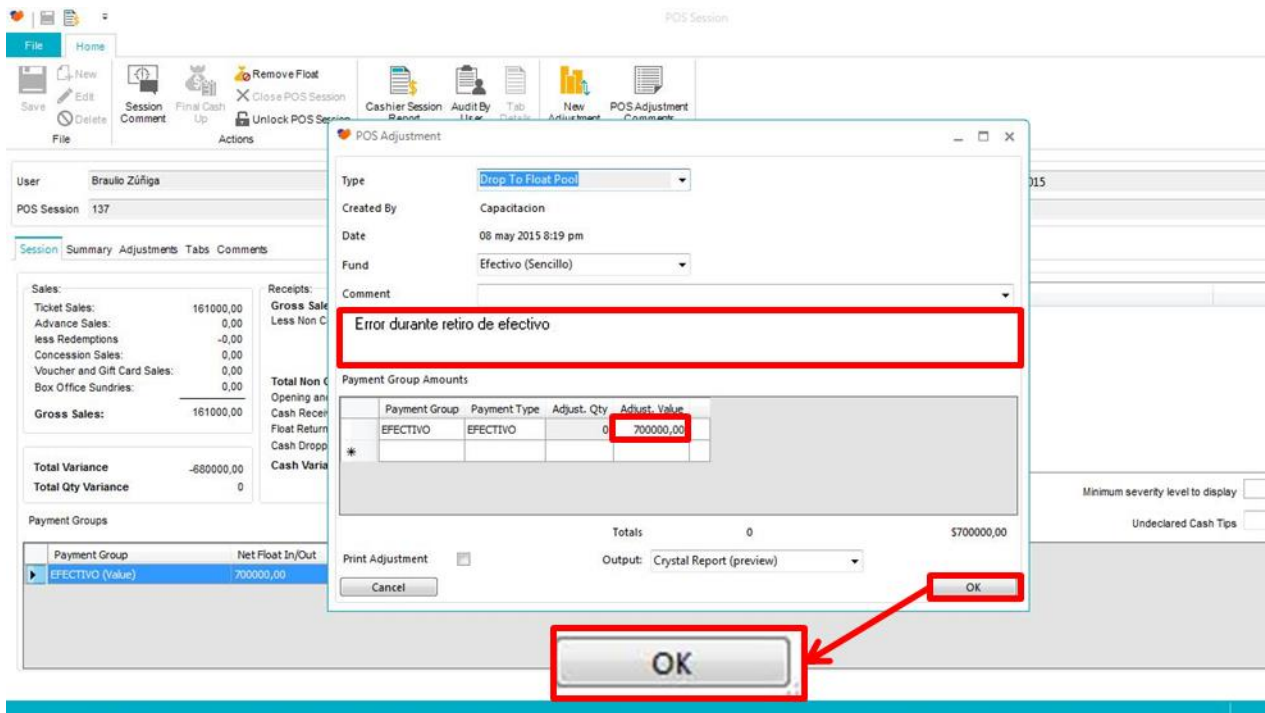 POS Session
File Home
New
Edit
Delete
Save
Session Comment
Final Cash Up
Remove Float
Close POS Session
Unlock POS Session
Cashier Session Report
Audit By User
Tab Details
New Adjustment
POS Adjustment Comments
File
Actions
POS Adjustment
User Braulio Zúñiga
POS Session 137
2015
Session Summary Adjustments Tabs Comments
Sales:
Ticket Sales: 161000,00
Advance Sales: 0,00
less Redemptions -0,00
Concession Sales: 0,00
Voucher and Gift Card Sales: 0,00
Box Office Sundries: 0,00
Gross Sales: 161000,00
Total Variance -680000,00
Total Qty Variance 0
Receipts:
Gross Sale
Less Non C
Total Non C
Opening and
Cash Recei
Float Return
Cash Dropp
Cash Varia
Payment Groups
Payment Group Net Float In/Out
EFECTIVO (Value) 700000,00
Type Drop To Float Pool
Created By Capacitacion
Date 08 may 2015 8:19 pm
Fund Efectivo (Sencillo)
Comment
Error durante retiro de efectivo
Payment Group Amounts
Payment Group Payment Type Adjust. Qty Adjust. Value
EFECTIVO EFECTIVO 0 700000,00
Totals 0 $700000,00
Print Adjustment Output: Crystal Report (preview)
Cancel OK
OK
Minimum severity level to display
Undeclared Cash Tips